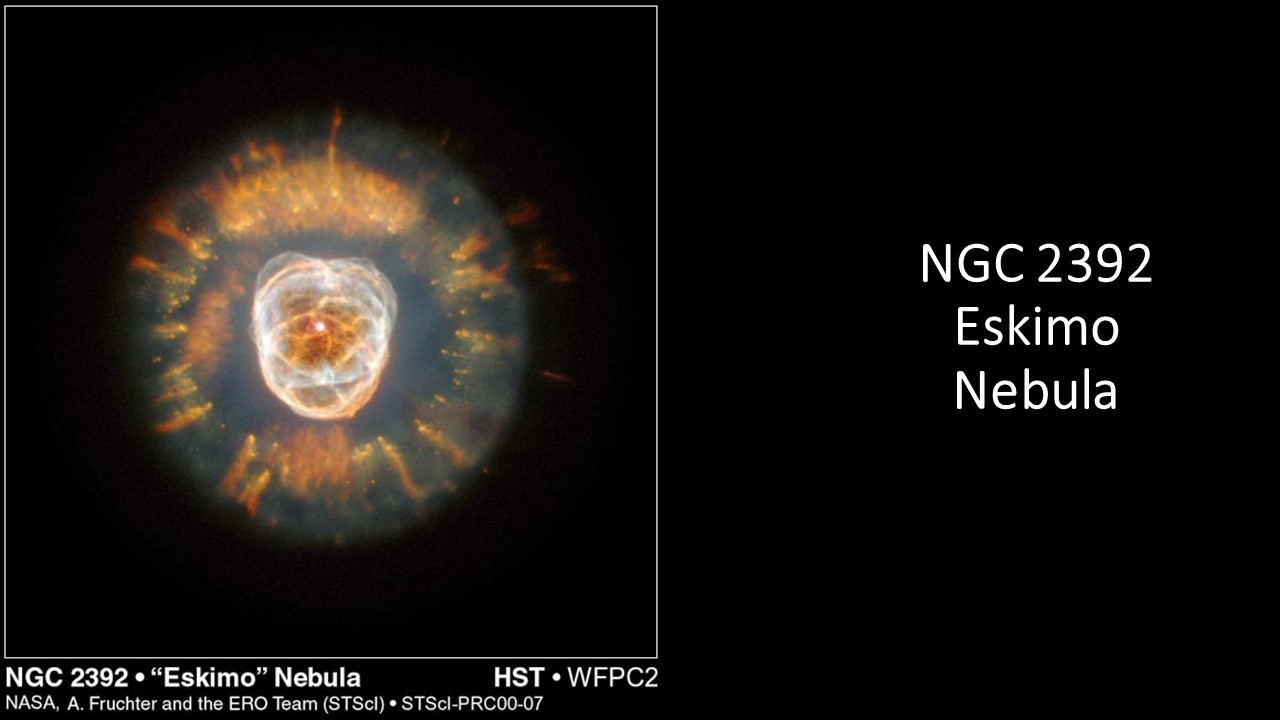 NGC 2392
Eskimo
Nebula
NGC 2392 • “Eskimo” Nebula HST • WFPC2
NASA, A. Fruchter and the ERO Team (STScI) • STScI-PRC00-07